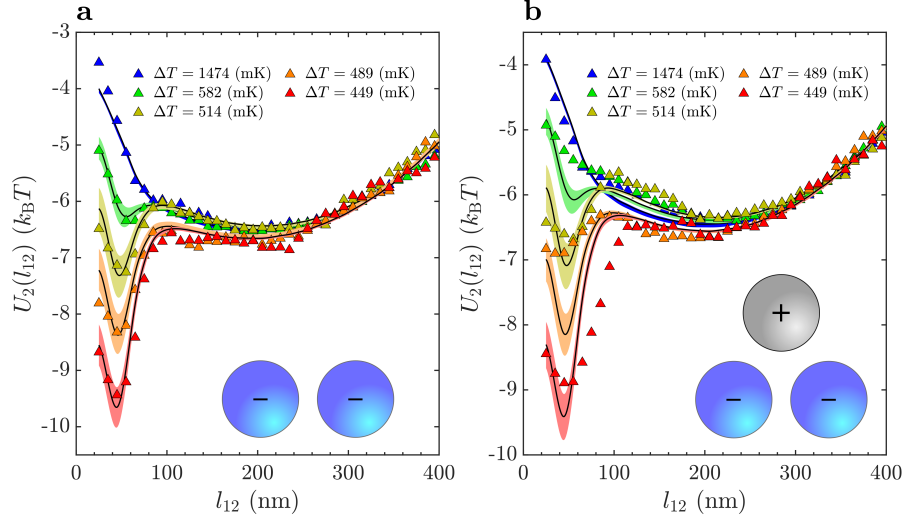 a
-3
-4
-5
-6
-7
-8
-9
-10
0
100
200
300
400
U₂(l₁₂) (k_BT)
l₁₂ (nm)
ΔT = 1474 (mK)
ΔT = 582 (mK)
ΔT = 514 (mK)
ΔT = 489 (mK)
ΔT = 449 (mK)
−
−
b
-4
-5
-6
-7
-8
-9
-10
0
100
200
300
400
U₂(l₁₂) (k_BT)
l₁₂ (nm)
ΔT = 1474 (mK)
ΔT = 582 (mK)
ΔT = 514 (mK)
ΔT = 489 (mK)
ΔT = 449 (mK)
+
−
−